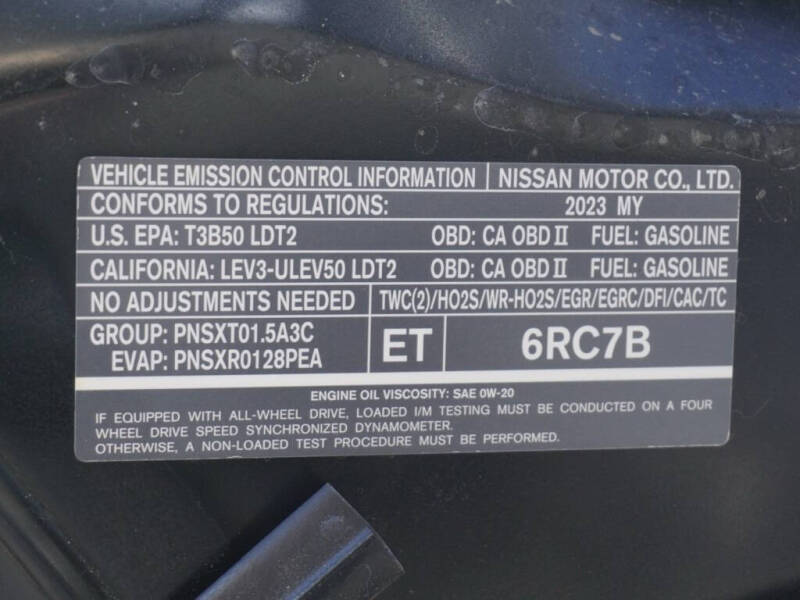 VEHICLE EMISSION CONTROL INFORMATION NISSAN MOTOR CO., LTD.
CONFORMS TO REGULATIONS: 2023 MY
U.S. EPA: T3B50 LDT2 OBD: CA OBD II FUEL: GASOLINE
CALIFORNIA: LEV3-ULEV50 LDT2 OBD: CA OBD II FUEL: GASOLINE
NO ADJUSTMENTS NEEDED TWC(2)/HO2S/WR-HO2S/EGR/EGRC/DFI/CAC/TC
GROUP: PNSXT01.5A3C
EVAP: PNSXR0128PEA
ET 6RC7B
ENGINE OIL VISCOSITY: SAE 0W-20
IF EQUIPPED WITH ALL-WHEEL DRIVE, LOADED I/M TESTING MUST BE CONDUCTED ON A FOUR
WHEEL DRIVE SPEED SYNCHRONIZED DYNAMOMETER.
OTHERWISE, A NON-LOADED TEST PROCEDURE MUST BE PERFORMED.